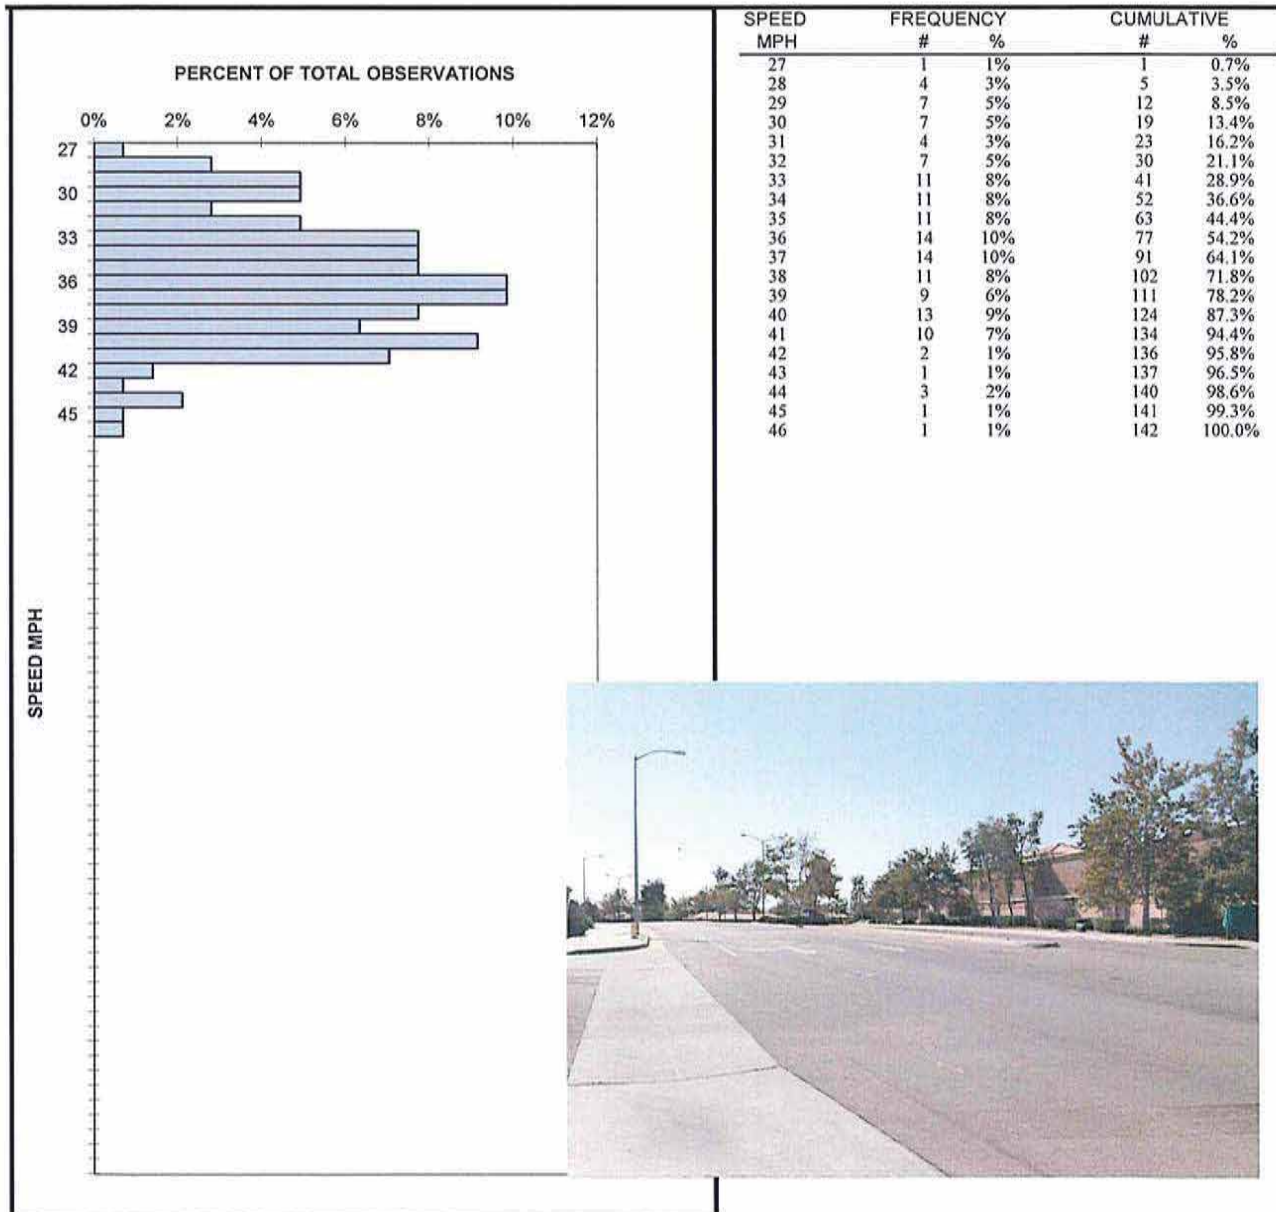 PERCENT OF TOTAL OBSERVATIONS
0% 2% 4% 6% 8% 10% 12%
27
30
33
36
39
42
45
SPEED MPH
SPEED FREQUENCY CUMULATIVE
MPH # % # %
27 1 1% 1 0.7%
28 4 3% 5 3.5%
29 7 5% 12 8.5%
30 7 5% 19 13.4%
31 4 3% 23 16.2%
32 7 5% 30 21.1%
33 11 8% 41 28.9%
34 11 8% 52 36.6%
35 11 8% 63 44.4%
36 14 10% 77 54.2%
37 14 10% 91 64.1%
38 11 8% 102 71.8%
39 9 6% 111 78.2%
40 13 9% 124 87.3%
41 10 7% 134 94.4%
42 2 1% 136 95.8%
43 1 1% 137 96.5%
44 3 2% 140 98.6%
45 1 1% 141 99.3%
46 1 1% 142 100.0%